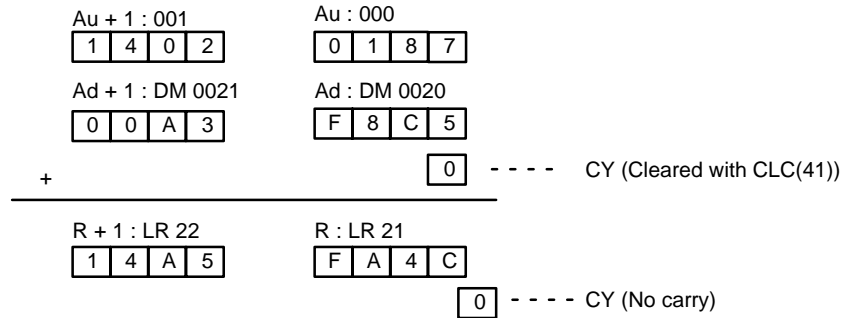 Au + 1 : 001 Au : 000
1 4 0 2 0 1 8 7
Ad + 1 : DM 0021 Ad : DM 0020
0 0 A 3 F 8 C 5
+ 0 - - - - CY (Cleared with CLC(41))
R + 1 : LR 22 R : LR 21
1 4 A 5 F A 4 C
0 - - - - CY (No carry)